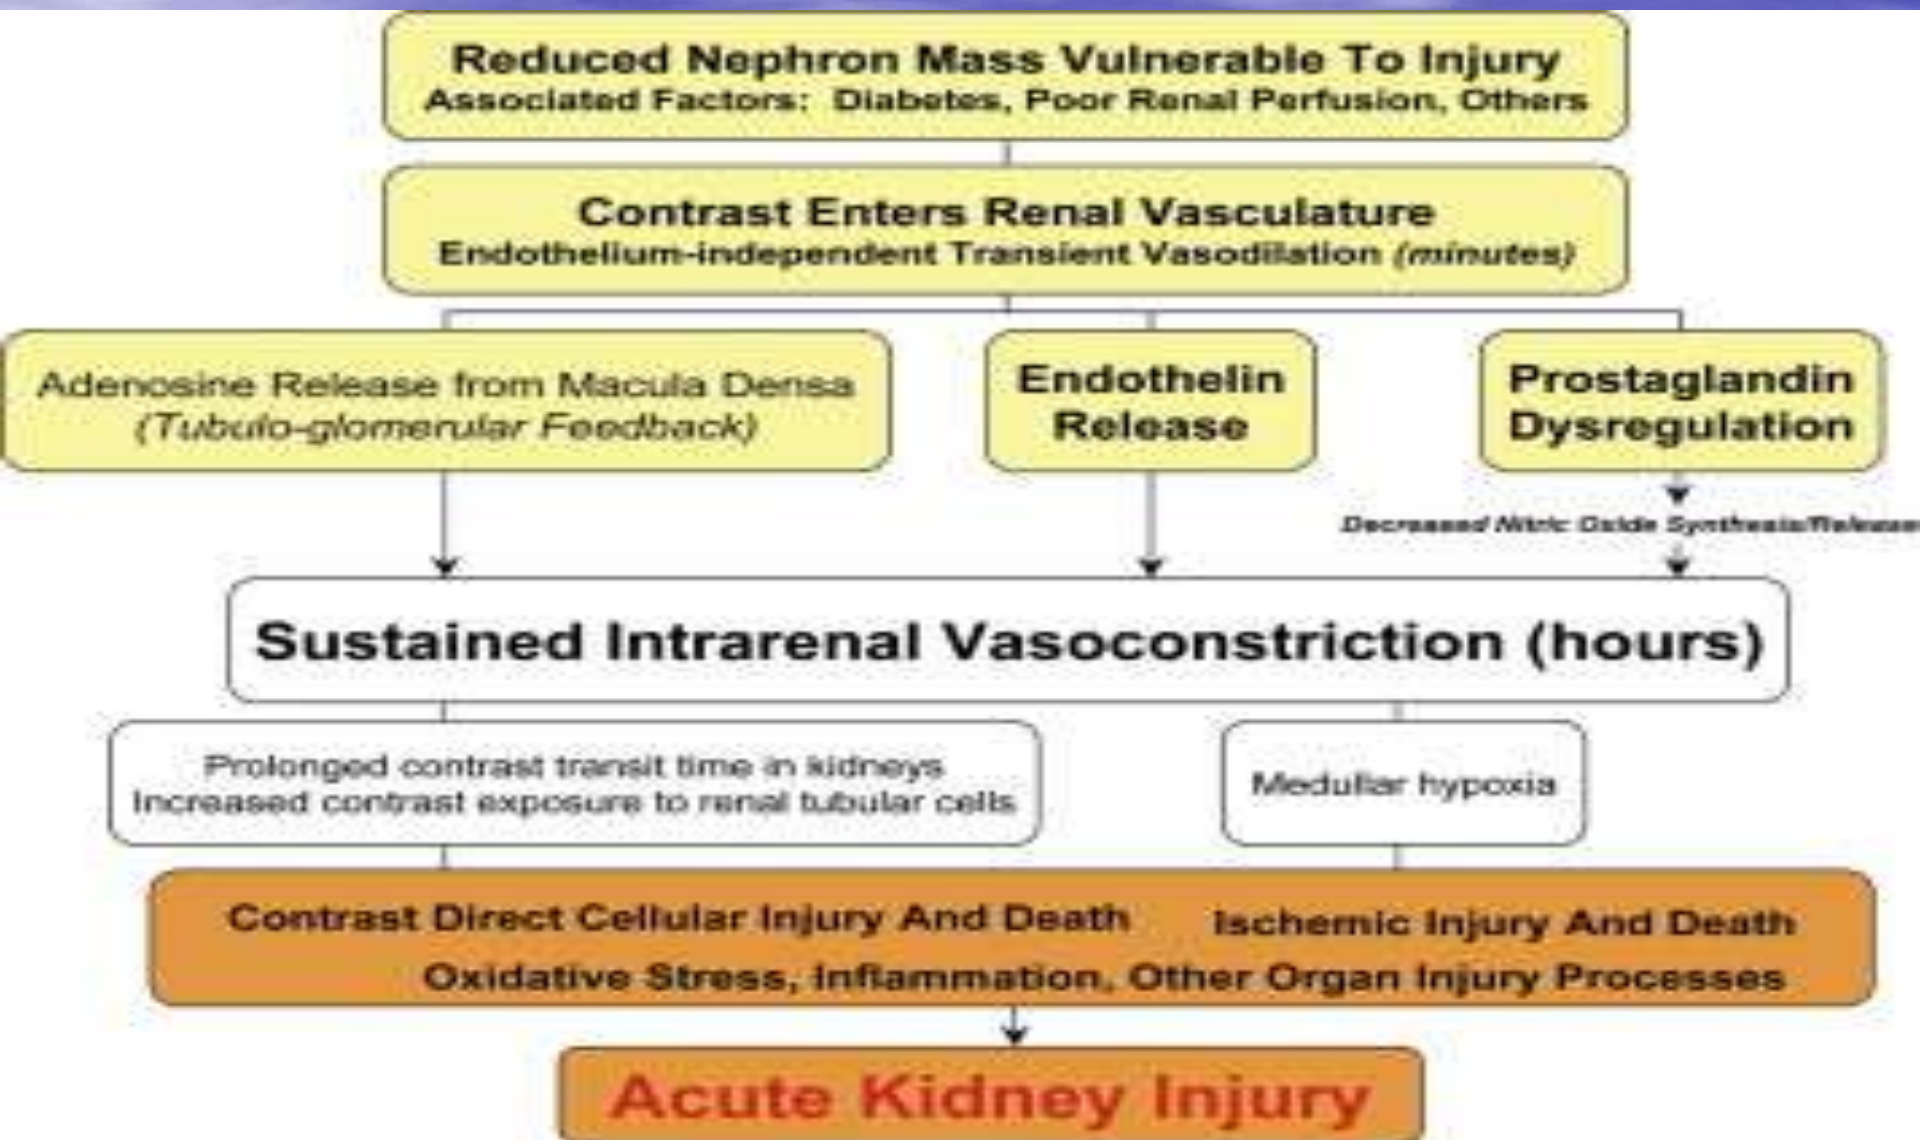 Reduced Nephron Mass Vulnerable To Injury
Associated Factors: Diabetes, Poor Renal Perfusion, Others
Contrast Enters Renal Vasculature
Endothelium-independent Transient Vasodilation (minutes)
Adenosine Release from Macula Densa
(Tubulo-glomerular Feedback)
Endothelin
Release
Prostaglandin
Dysregulation
Decreased Nitric Oxide Synthesis/Release
Sustained Intrarenal Vasoconstriction (hours)
Prolonged contrast transit time in kidneys
Increased contrast exposure to renal tubular cells
Medullar hypoxia
Contrast Direct Cellular Injury And Death
Ischemic Injury And Death
Oxidative Stress, Inflammation, Other Organ Injury Processes
Acute Kidney Injury